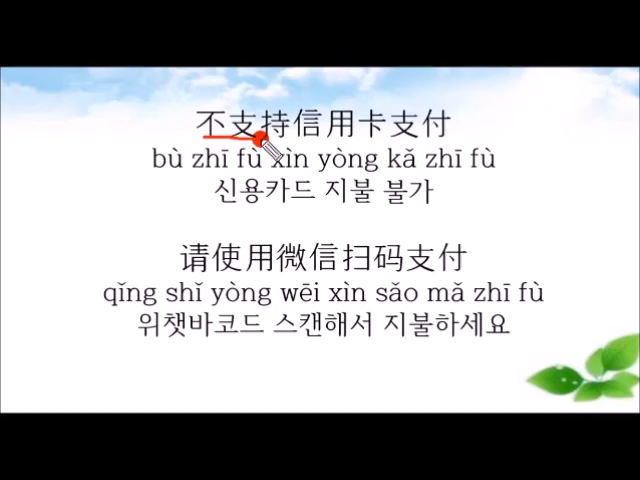 不支持信用卡支付
bù zhī fù xìn yòng kǎ zhī fù
신용카드 지불 불가
请使用微信扫码支付
qǐng shǐ yòng wēi xìn sǎo mǎ zhī fù
위챗바코드 스캔해서 지불하세요